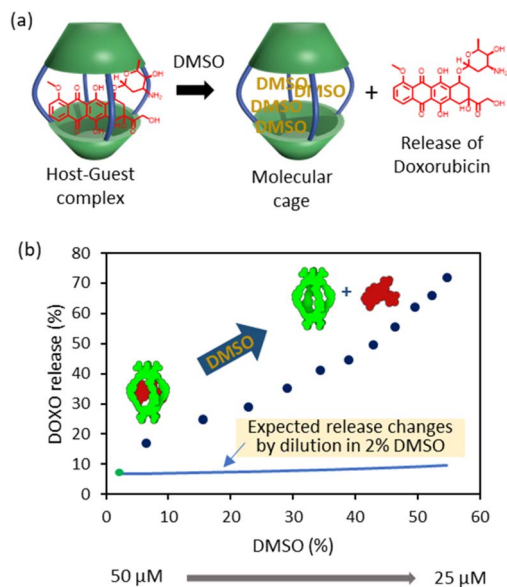 (a)
DMSO
DMSO
DMSO
DMSO
DMSO
+
Host-Guest
complex
Molecular
cage
Release of
Doxorubicin
(b)
DOXO release (%)
80
70
60
50
40
30
20
10
0
+
DMSO
Expected release changes
by dilution in 2% DMSO
0 10 20 30 40 50 60
DMSO (%)
50 µM 25 µM